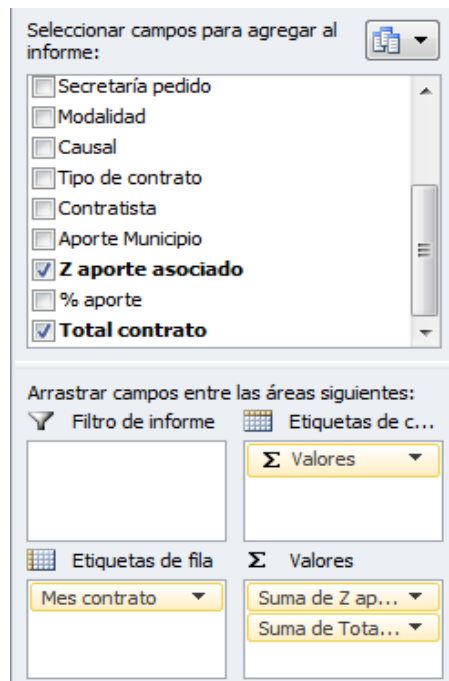 Seleccionar campos para agregar al
informe:
Secretaría pedido
Modalidad
Causal
Tipo de contrato
Contratista
Aporte Municipio
Z aporte asociado
% aporte
Total contrato
Arrastrar campos entre las áreas siguientes:
Filtro de informe
Etiquetas de c...
Σ Valores
Etiquetas de fila
Σ Valores
Mes contrato
Suma de Z ap...
Suma de Tota...